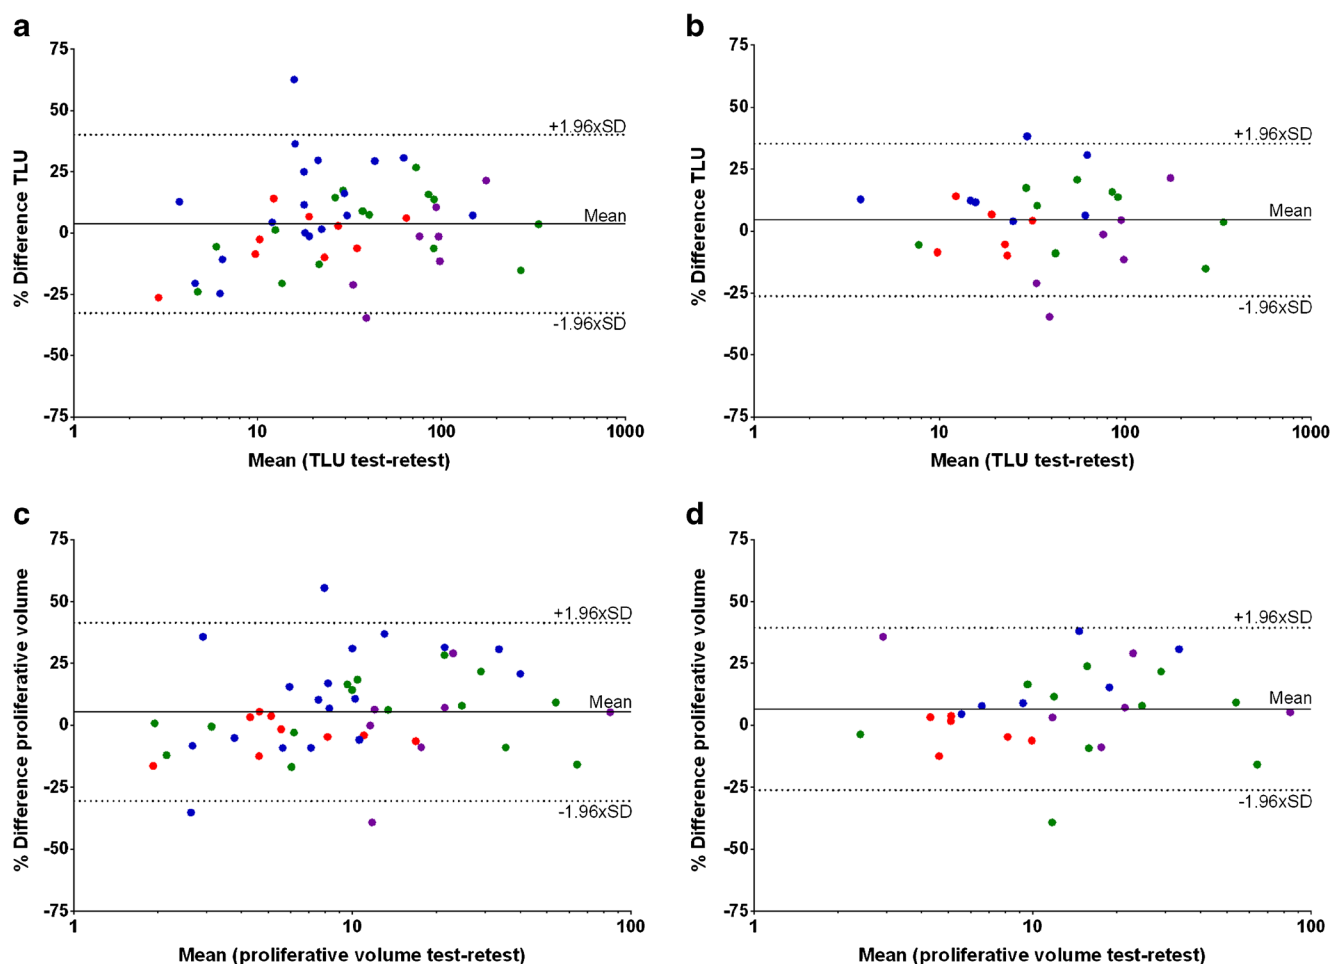 a
75
50
25
0
-25
-50
-75
% Difference TLU
+1.96xSD
Mean
-1.96xSD
1
10
100
1000
Mean (TLU test-retest)
b
75
50
25
0
-25
-50
-75
% Difference TLU
+1.96xSD
Mean
-1.96xSD
1
10
100
1000
Mean (TLU test-retest)
c
75
50
25
0
-25
-50
-75
% Difference proliferative volume
+1.96xSD
Mean
-1.96xSD
1
10
100
Mean (proliferative volume test-retest)
d
75
50
25
0
-25
-50
-75
% Difference proliferative volume
+1.96xSD
Mean
-1.96xSD
1
10
100
Mean (proliferative volume test-retest)